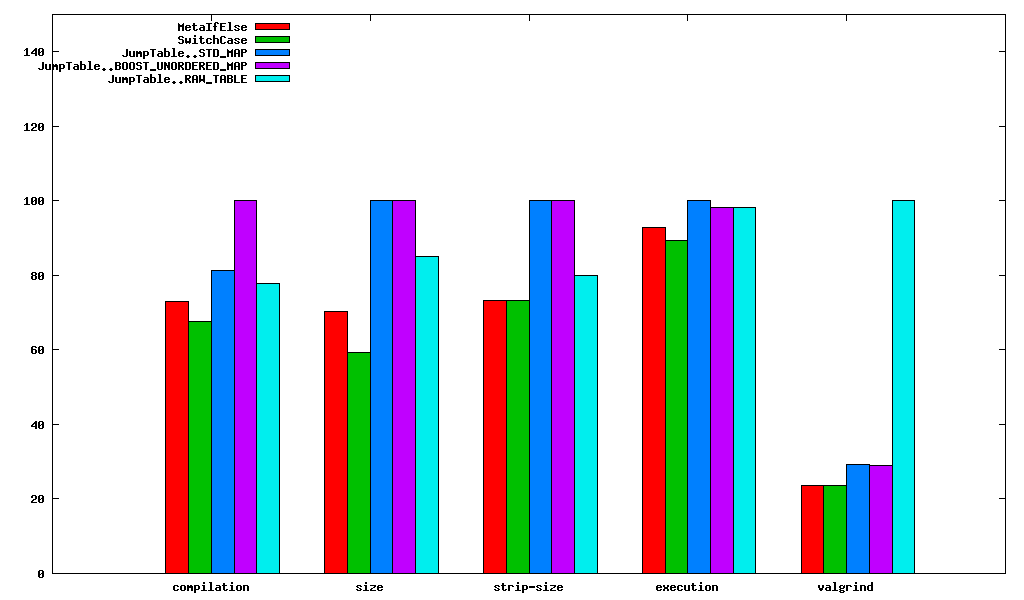 MetaIfElse
SwitchCase
JumpTable..STD_MAP
JumpTable..BOOST_UNORDERED_MAP
JumpTable..RAW_TABLE
140
120
100
80
60
40
20
0
compilation size strip-size execution valgrind